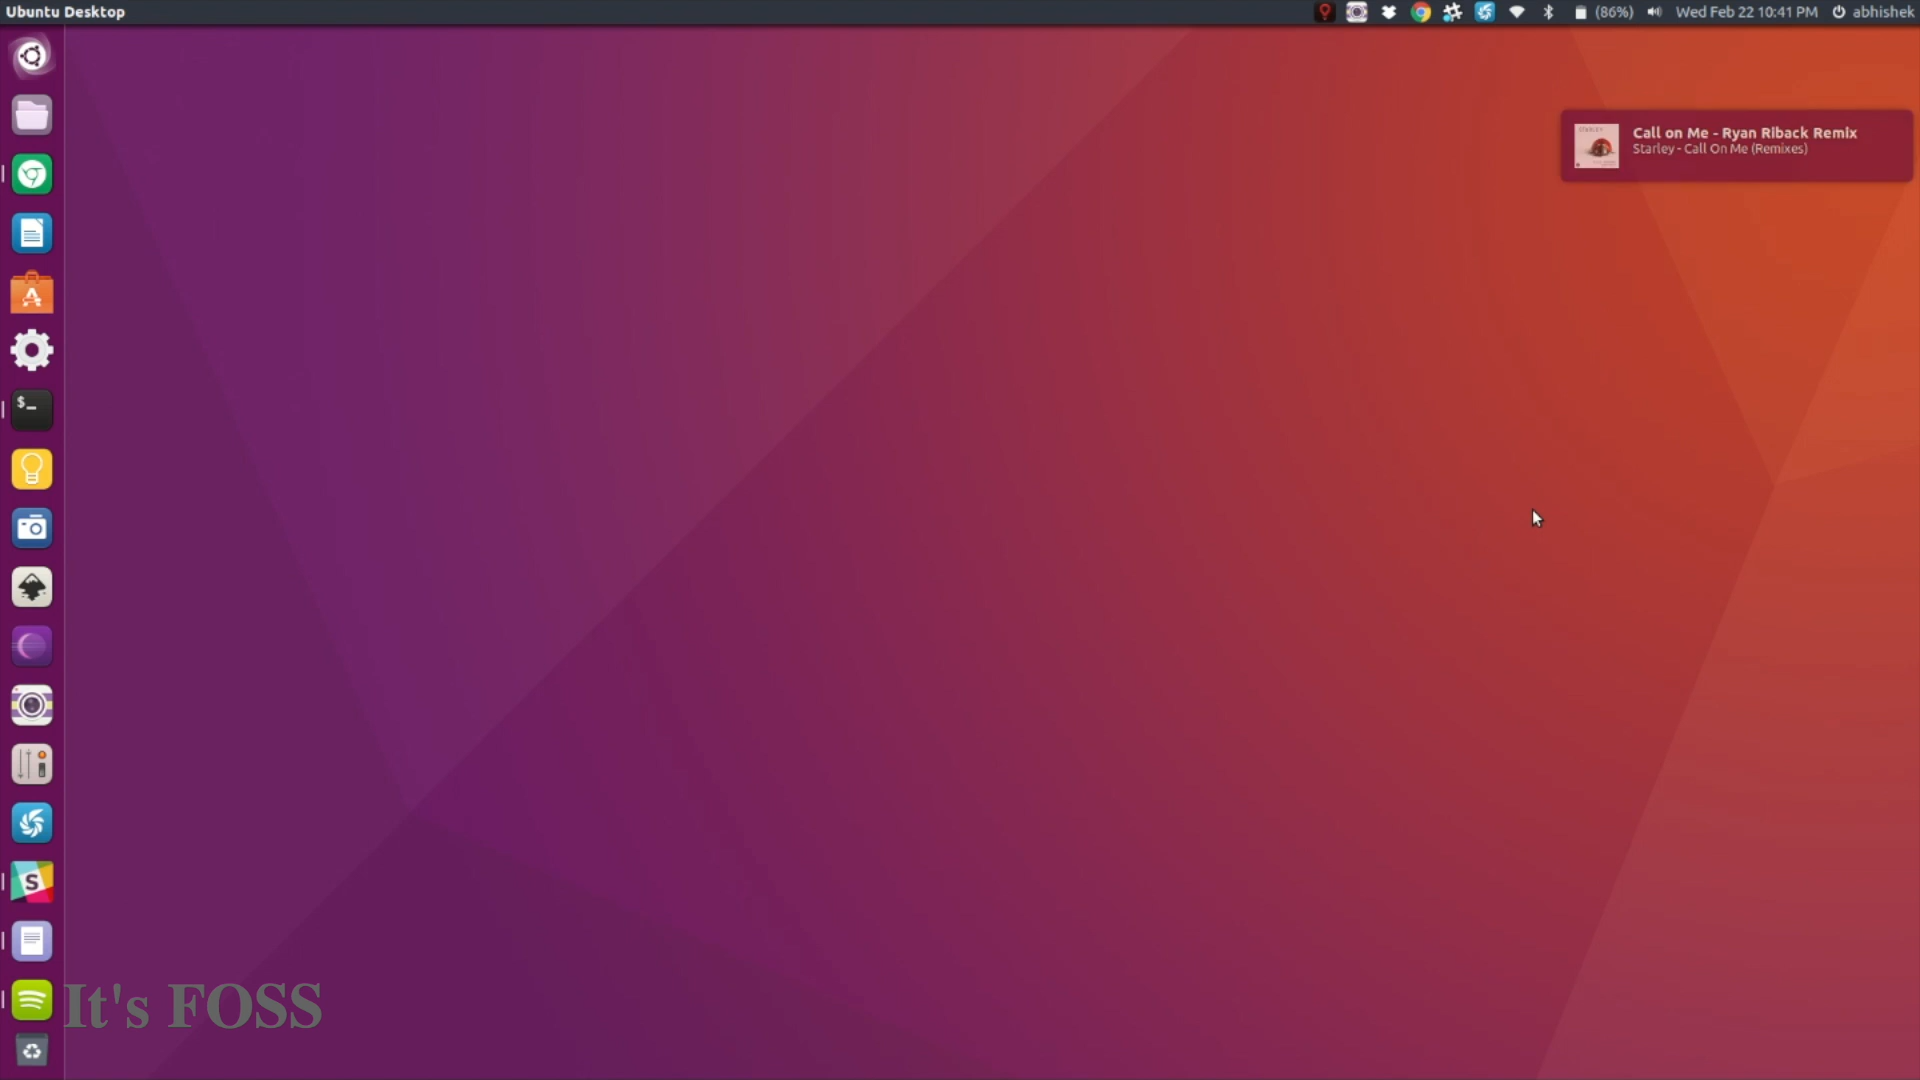 Ubuntu Desktop
(86%) Wed Feb 22 10:41 PM abhishek
Call on Me - Ryan Riback Remix
Starley - Call On Me (Remixes)
$_
S
It's FOSS